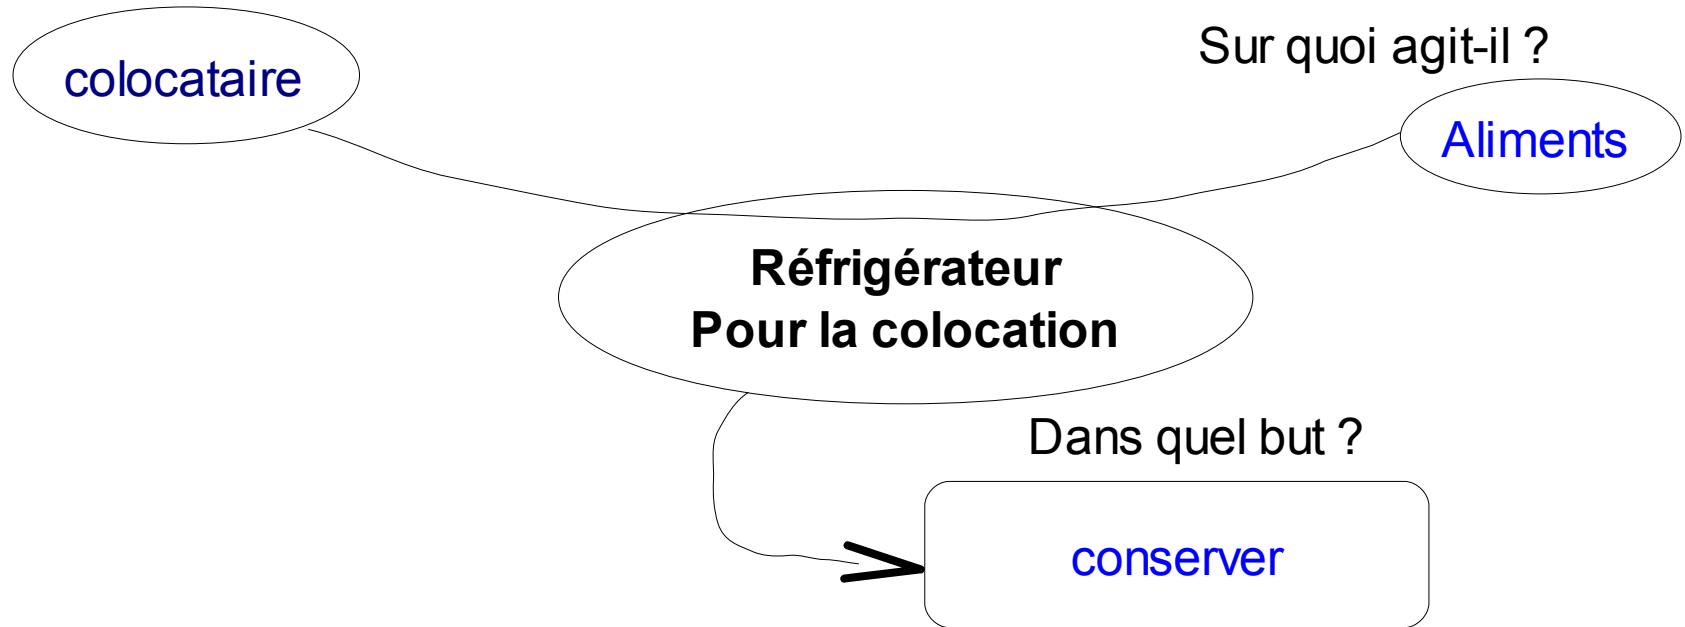 Sur quoi agit-il ?
colocataire
Aliments
Réfrigérateur
Pour la colocation
Dans quel but ?
conserver